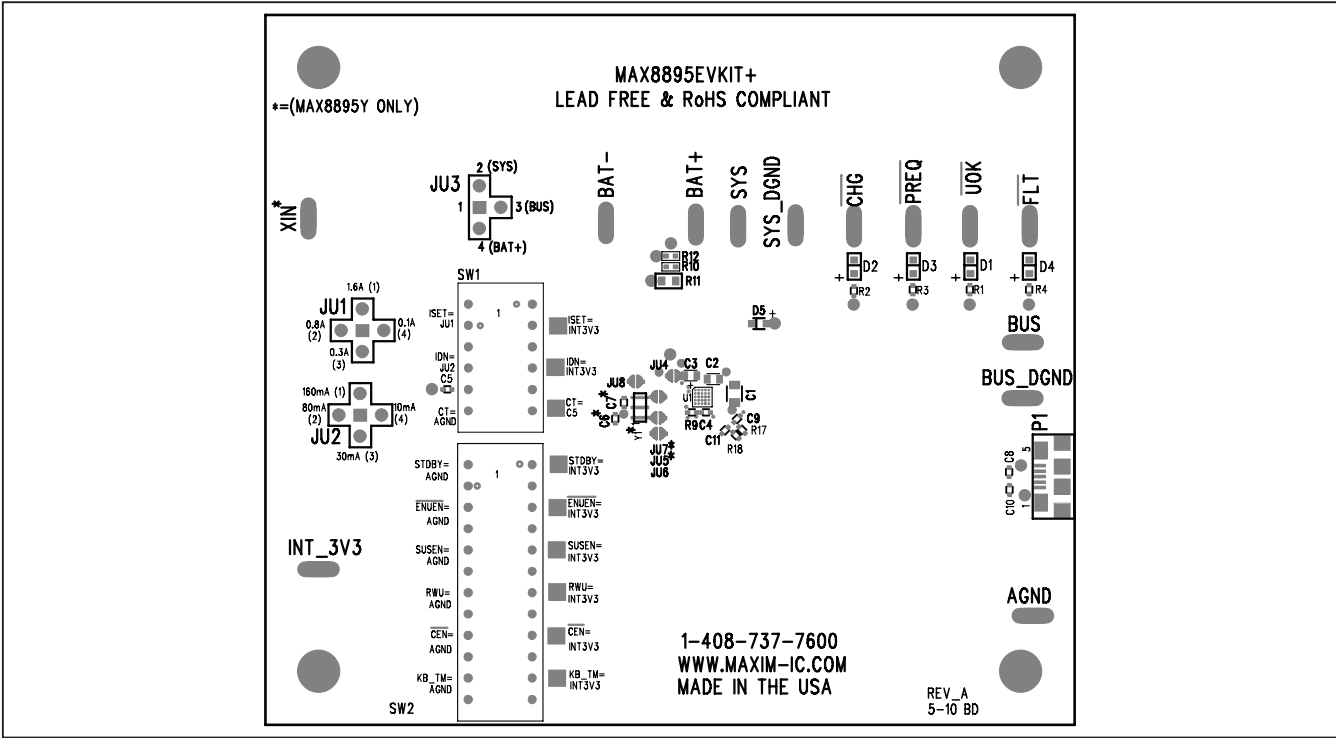 MAX8895EVKIT+
LEAD FREE & RoHS COMPLIANT
*=(MAX8895Y ONLY)
XIN*
JU3
2 (SYS)
1
3 (BUS)
4 (BAT+)
BAT-
BAT+
SYS
SYS_DGND
CHG
PREQ
UOK
FLT
R12
R10
R11
D2
D3
D1
D4
+
+
+
+
R2
R3
R1
R4
D5
+
BUS
BUS_DGND
P1
5
1
C8
C10
AGND
1.6A (1)
JU1
0.8A
(2)
0.1A
(4)
0.3A
(3)
160mA (1)
80mA
(2)
10mA
(4)
JU2
30mA (3)
SW1
1
ISET=
JU1
IDN=
JU2
C5
CT=
AGND
ISET=
INT3V3
IDN=
INT3V3
CT=
C5
JU8
JU4
C3
C2
C1
U1
+
*
C7
*
C6
*
Y1
R9
C4
C9
R17
C11
R18
JU7*
JU5*
JU6
1
STDBY=
AGND
ENUEN=
AGND
SUSEN=
AGND
RWU=
AGND
CEN=
AGND
KB_TM=
AGND
SW2
STDBY=
INT3V3
ENUEN=
INT3V3
SUSEN=
INT3V3
RWU=
INT3V3
CEN=
INT3V3
KB_TM=
INT3V3
INT_3V3
1-408-737-7600
WWW.MAXIM-IC.COM
MADE IN THE USA
REV_A
5-10 BD